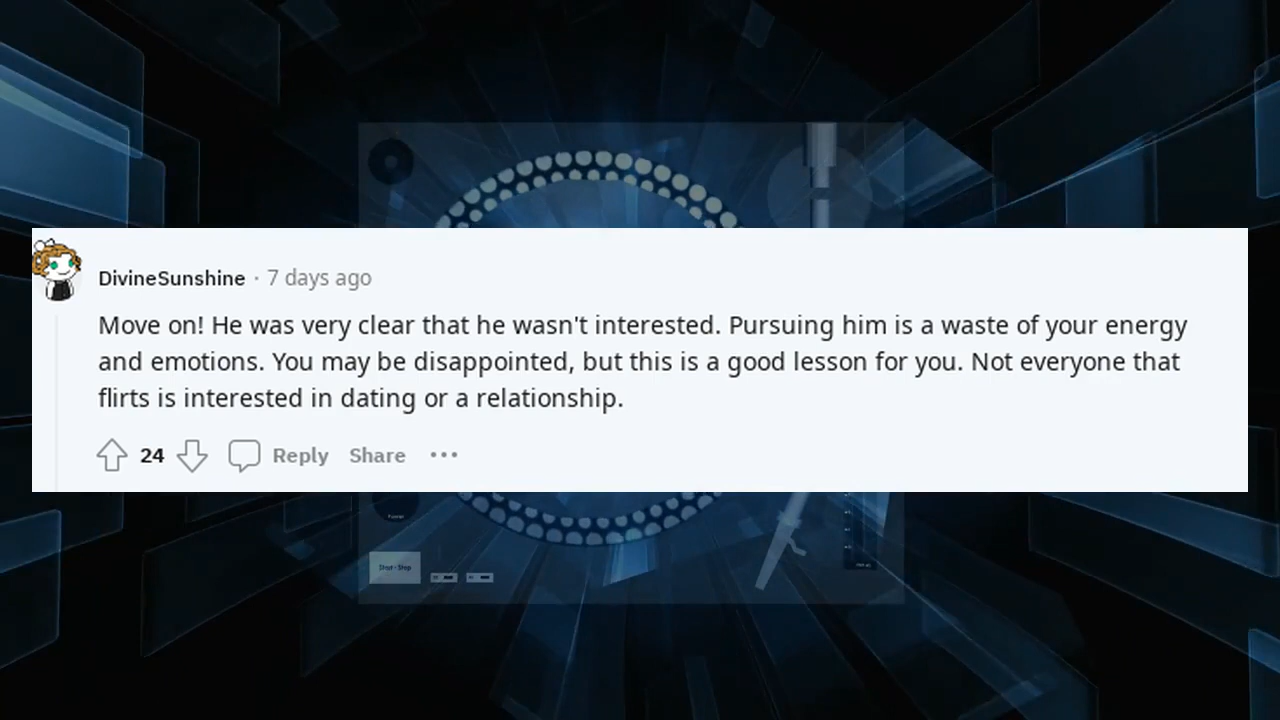 DivineSunshine · 7 days ago
Move on! He was very clear that he wasn't interested. Pursuing him is a waste of your energy
and emotions. You may be disappointed, but this is a good lesson for you. Not everyone that
flirts is interested in dating or a relationship.
24 Reply Share ···
Start · Stop